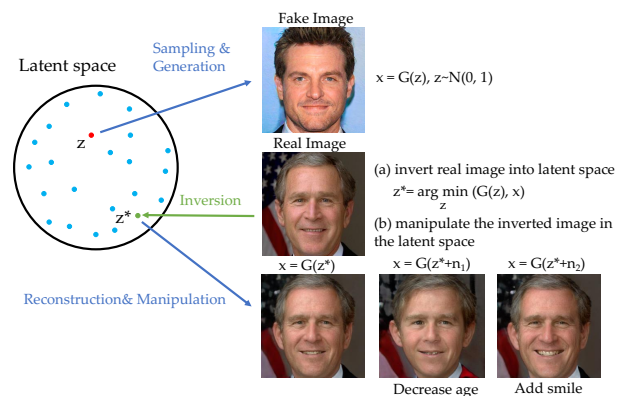 Fake Image
Sampling &
Generation
Latent space
x = G(z), z~N(0, 1)
z
Real Image
(a) invert real image into latent space
z*= arg min (G(z), x)
z
Inversion
z*
(b) manipulate the inverted image in
the latent space
x = G(z*)
x = G(z*+n₁)
x = G(z*+n₂)
Reconstruction& Manipulation
Decrease age
Add smile